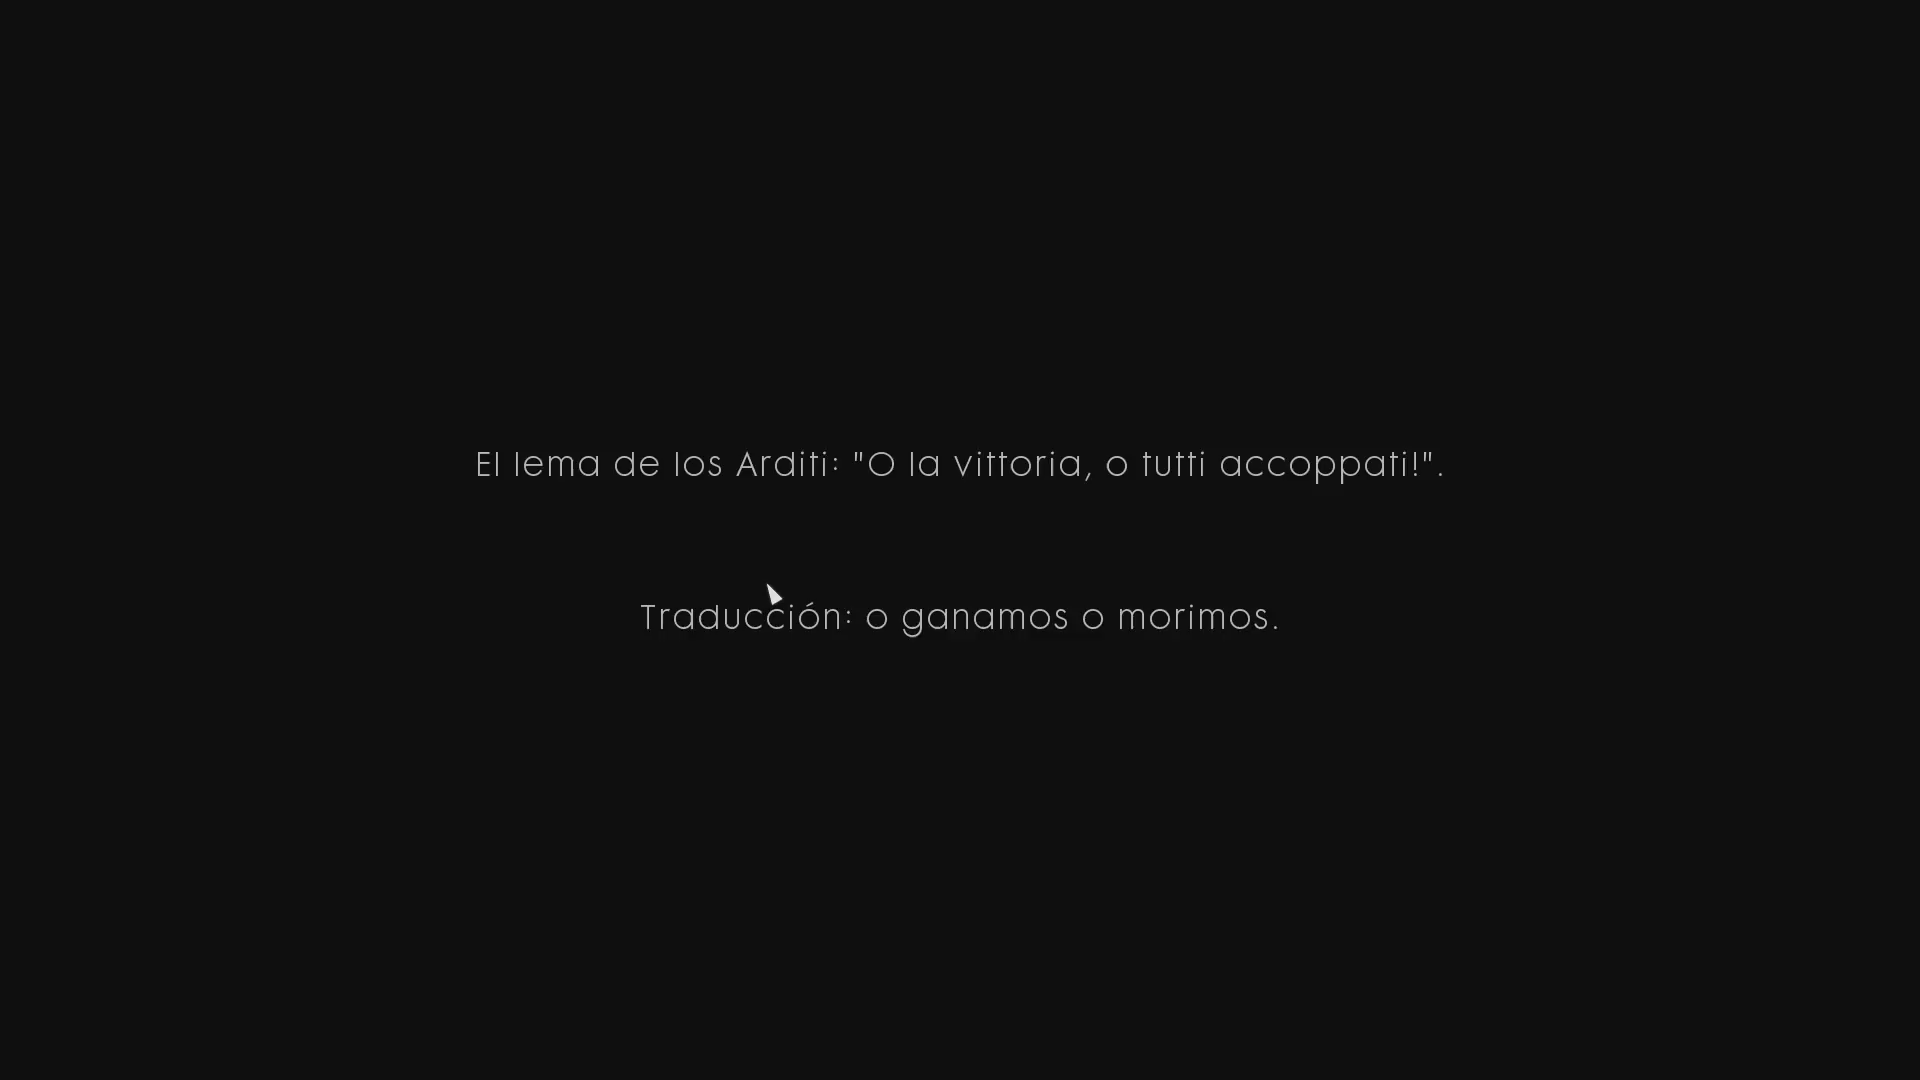 El lema de los Arditi: "O la vittoria, o tutti accoppati!".
Traducción: o ganamos o morimos.